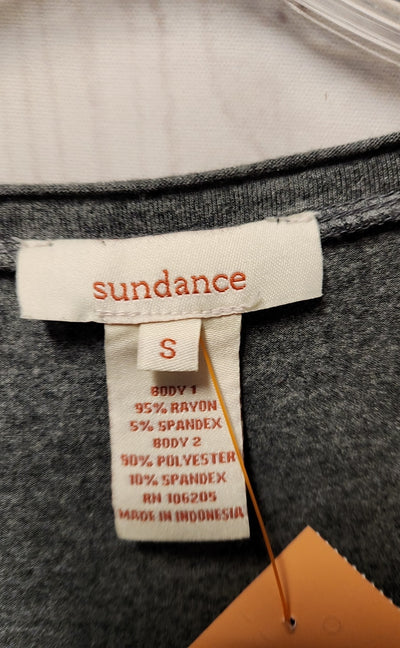 sundance
S
BODY 1
95% RAYON
5% SPANDEX
BODY 2
90% POLYESTER
10% SPANDEX
RN 106205
MADE IN INDONESIA